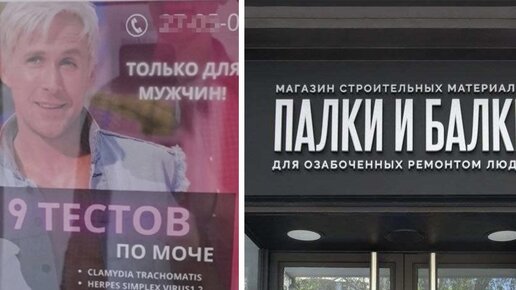 ТОЛЬКО ДЛЯ
МУЖЧИН!
9 ТЕСТОВ
ПО МОЧЕ
• CLAMYDIA TRACHOMATIS
• HERPES SIMPLEX VIRUS1,2
МАГАЗИН СТРОИТЕЛЬНЫХ МАТЕРИАЛ
ПАЛКИ И БАЛК
ДЛЯ ОЗАБОЧЕННЫХ РЕМОНТОМ ЛЮД